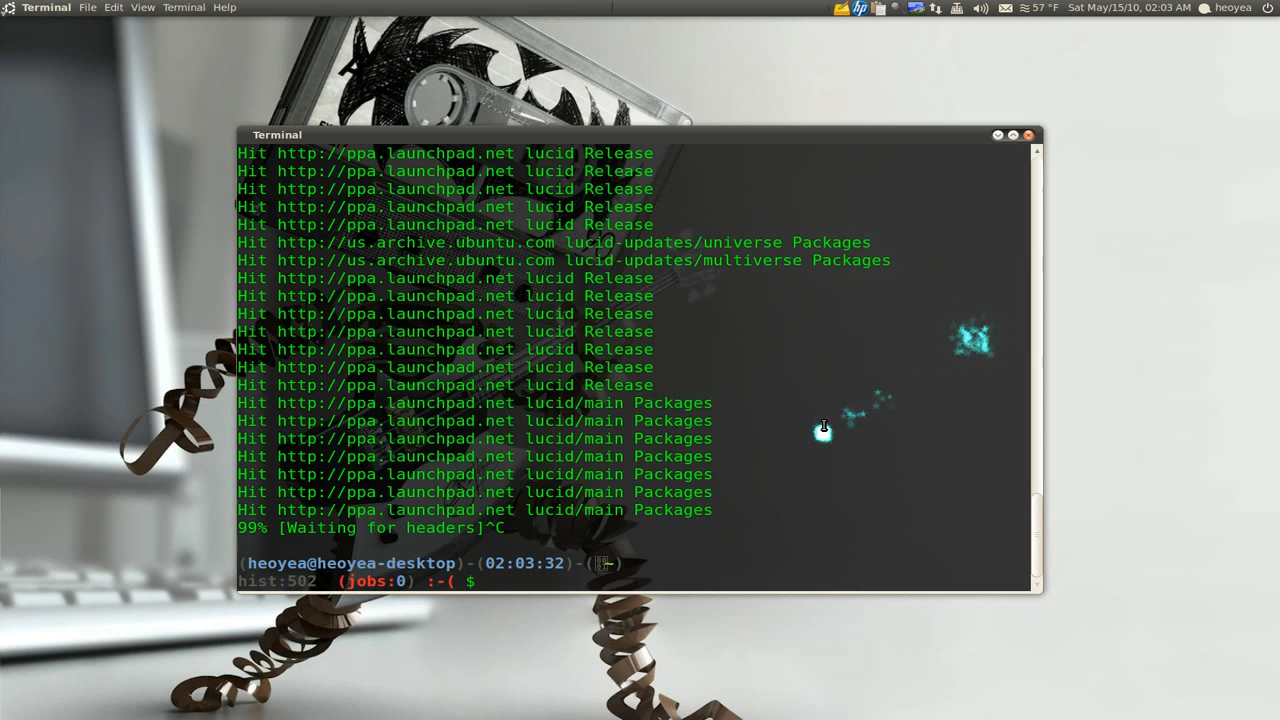 Terminal File Edit View Terminal Help
hp 57 °F Sat May/15/10, 02:03 AM heoyea
Terminal
Hit http://ppa.launchpad.net lucid Release
Hit http://ppa.launchpad.net lucid Release
Hit http://ppa.launchpad.net lucid Release
Hit http://ppa.launchpad.net lucid Release
Hit http://ppa.launchpad.net lucid Release
Hit http://us.archive.ubuntu.com lucid-updates/universe Packages
Hit http://us.archive.ubuntu.com lucid-updates/multiverse Packages
Hit http://ppa.launchpad.net lucid Release
Hit http://ppa.launchpad.net lucid Release
Hit http://ppa.launchpad.net lucid Release
Hit http://ppa.launchpad.net lucid Release
Hit http://ppa.launchpad.net lucid Release
Hit http://ppa.launchpad.net lucid Release
Hit http://ppa.launchpad.net lucid Release
Hit http://ppa.launchpad.net lucid/main Packages
Hit http://ppa.launchpad.net lucid/main Packages
Hit http://ppa.launchpad.net lucid/main Packages
Hit http://ppa.launchpad.net lucid/main Packages
Hit http://ppa.launchpad.net lucid/main Packages
Hit http://ppa.launchpad.net lucid/main Packages
Hit http://ppa.launchpad.net lucid/main Packages
99% [Waiting for headers]^C
(heoyea@heoyea-desktop)-(02:03:32)-(~)
hist:502 (jobs:0) :-( $